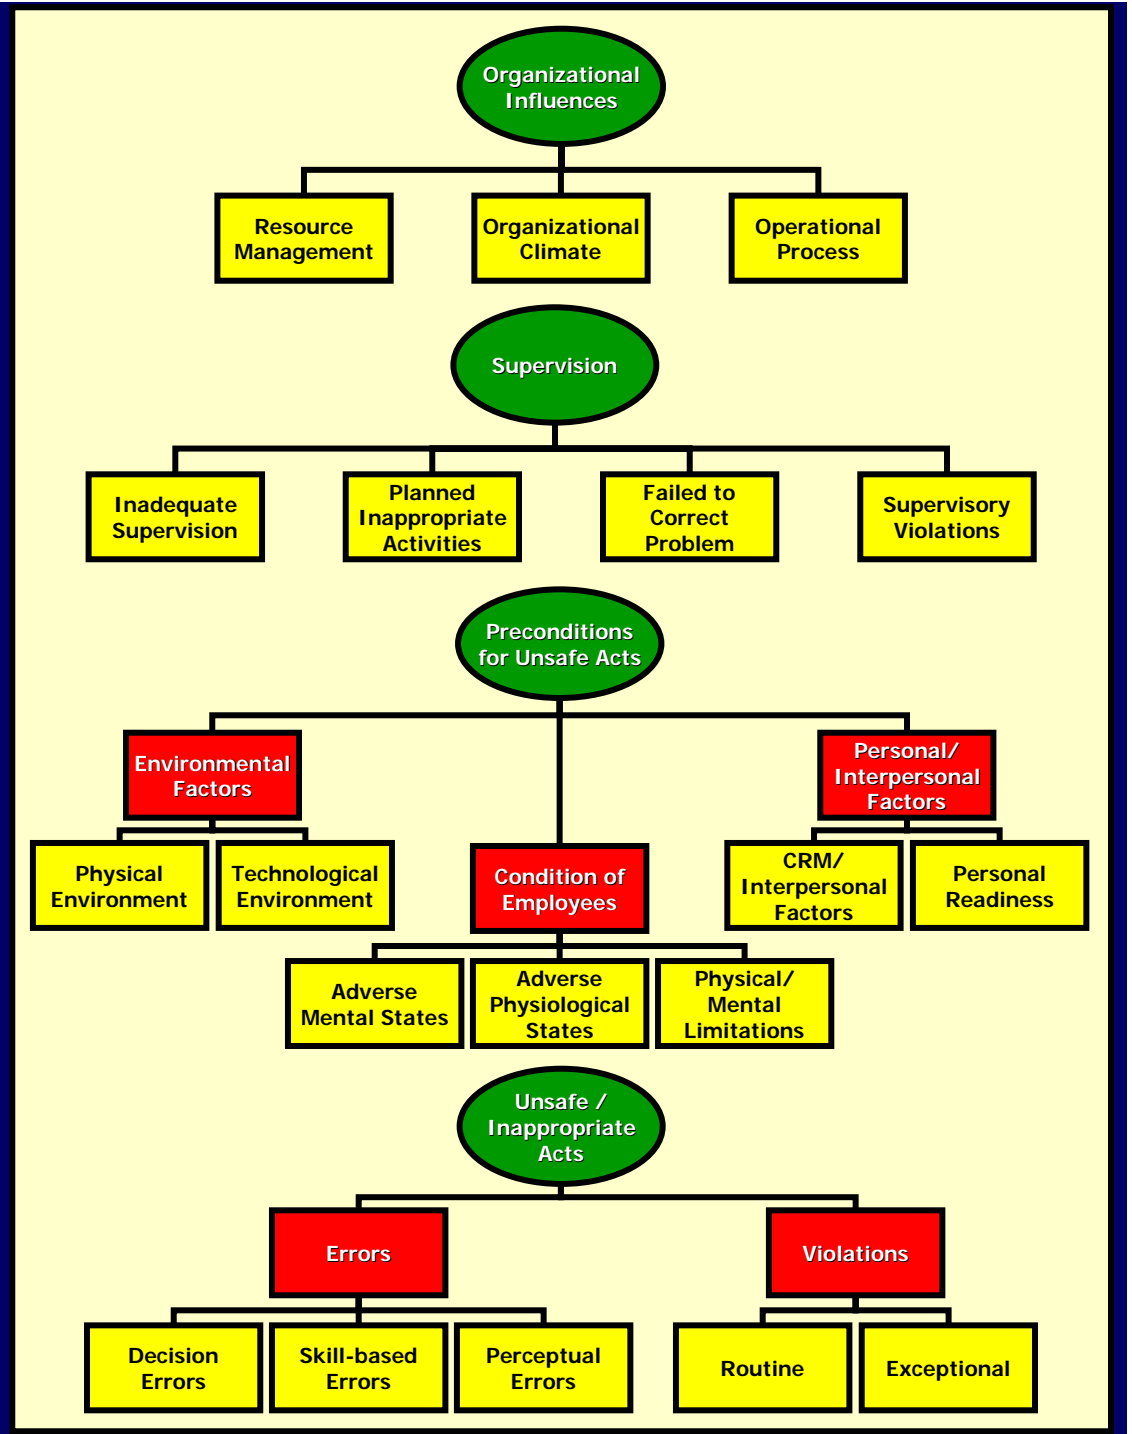 Organizational
Influences
Resource
Management
Organizational
Climate
Operational
Process
Supervision
Inadequate
Supervision
Planned
Inappropriate
Activities
Failed to
Correct
Problem
Supervisory
Violations
Preconditions
for Unsafe Acts
Environmental
Factors
Personal/
Interpersonal
Factors
Physical
Environment
Technological
Environment
Condition of
Employees
CRM/
Interpersonal
Factors
Personal
Readiness
Adverse
Mental States
Adverse
Physiological
States
Physical/
Mental
Limitations
Unsafe /
Inappropriate
Acts
Errors
Violations
Decision
Errors
Skill-based
Errors
Perceptual
Errors
Routine
Exceptional